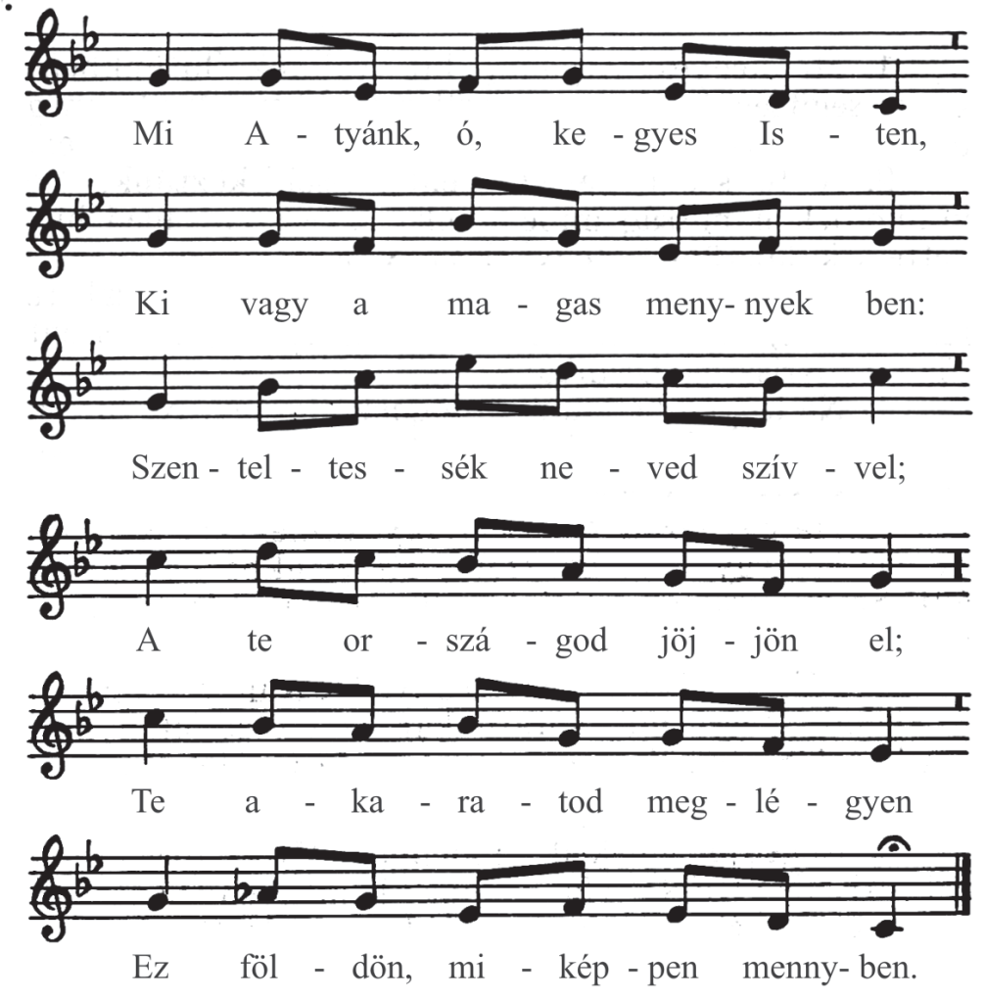 Mi A - tyánk, ó, ke - gyes Is - ten,
Ki vagy a ma - gas meny- nyek ben:
Szen - tel - tes - sék ne - ved szív - vel;
A te or - szá - god jöj - jön el;
Te a - ka - ra - tod meg - lé - gyen
Ez föl - dön, mi - kép - pen menny- ben.